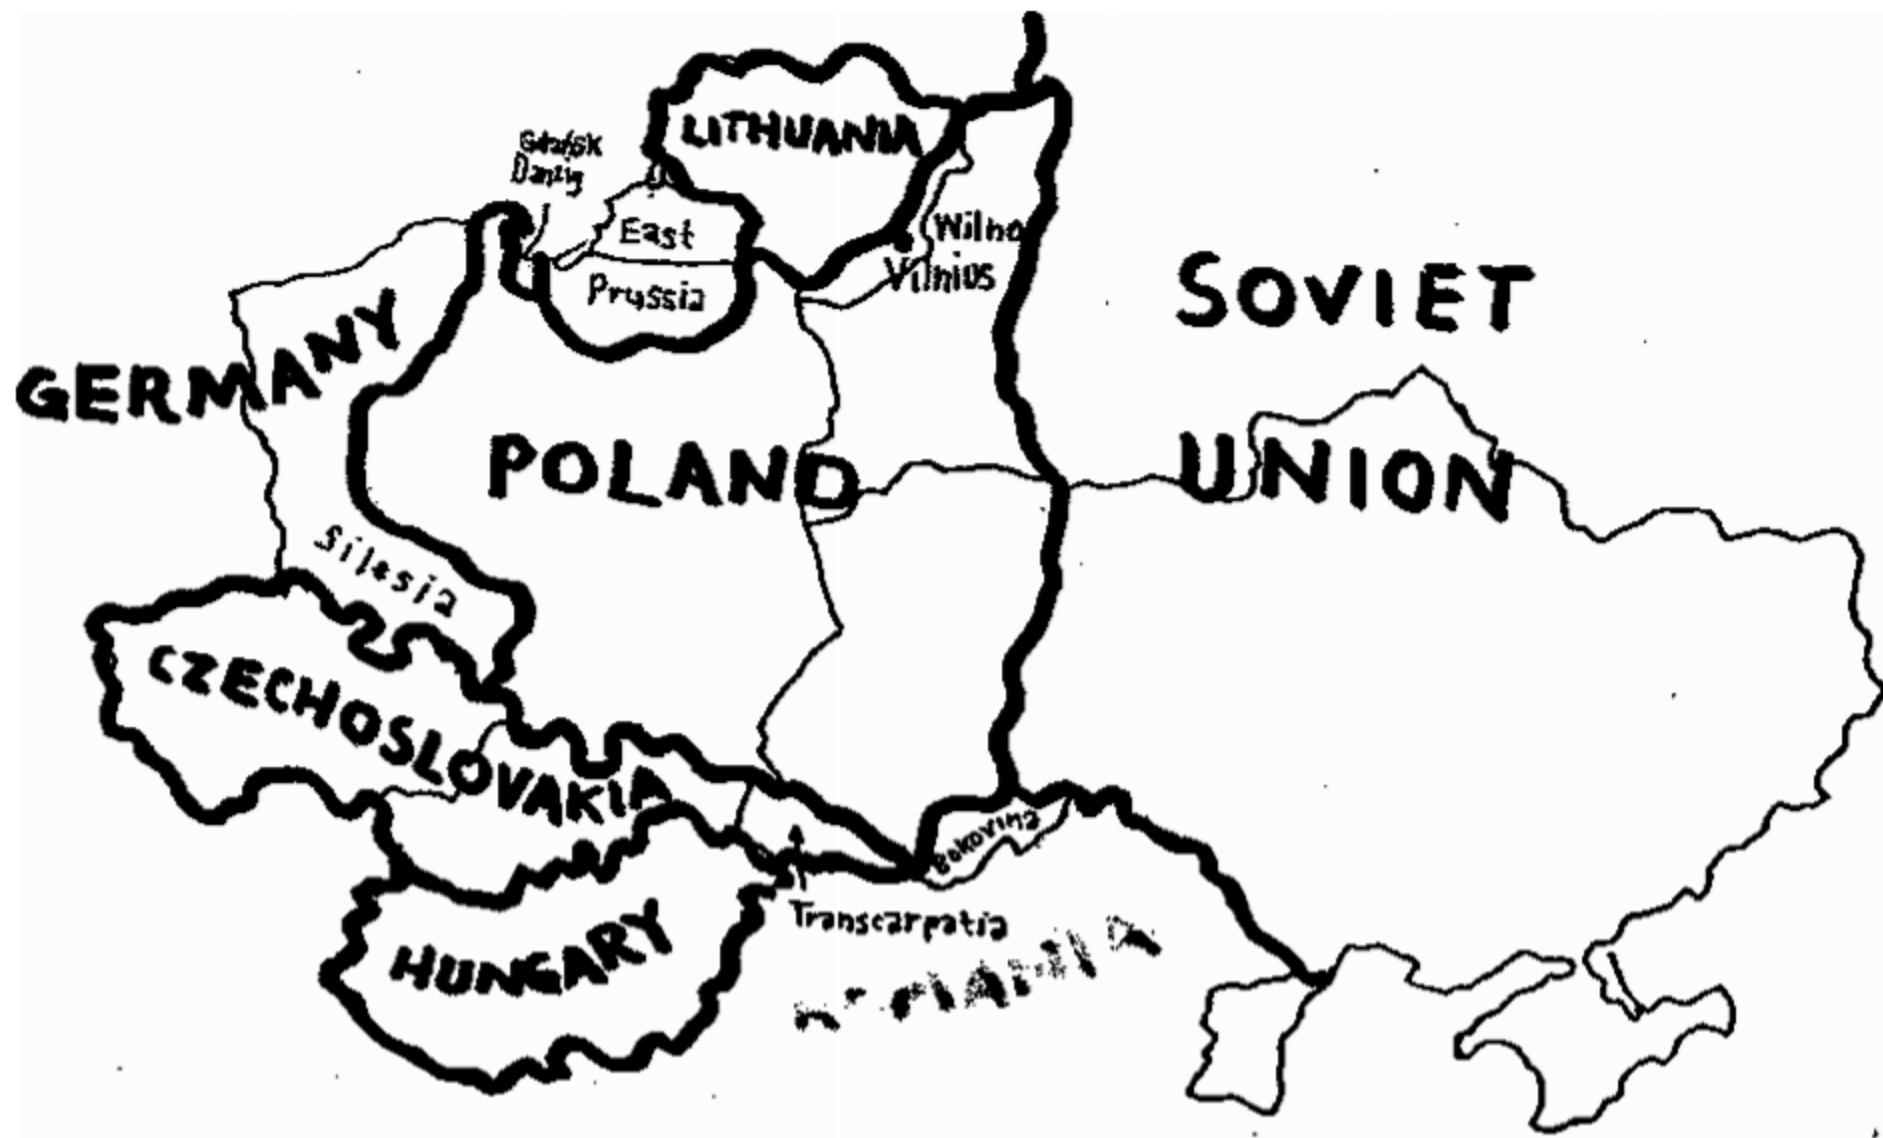 LITHUANIA
Gdańsk
Danzig
East
Prussia
Wilno
Vilnius
SOVIET
UNION
GERMANY
POLAND
Silesia
CZECHOSLOVAKIA
Bukovina
Transcarpatia
HUNGARY